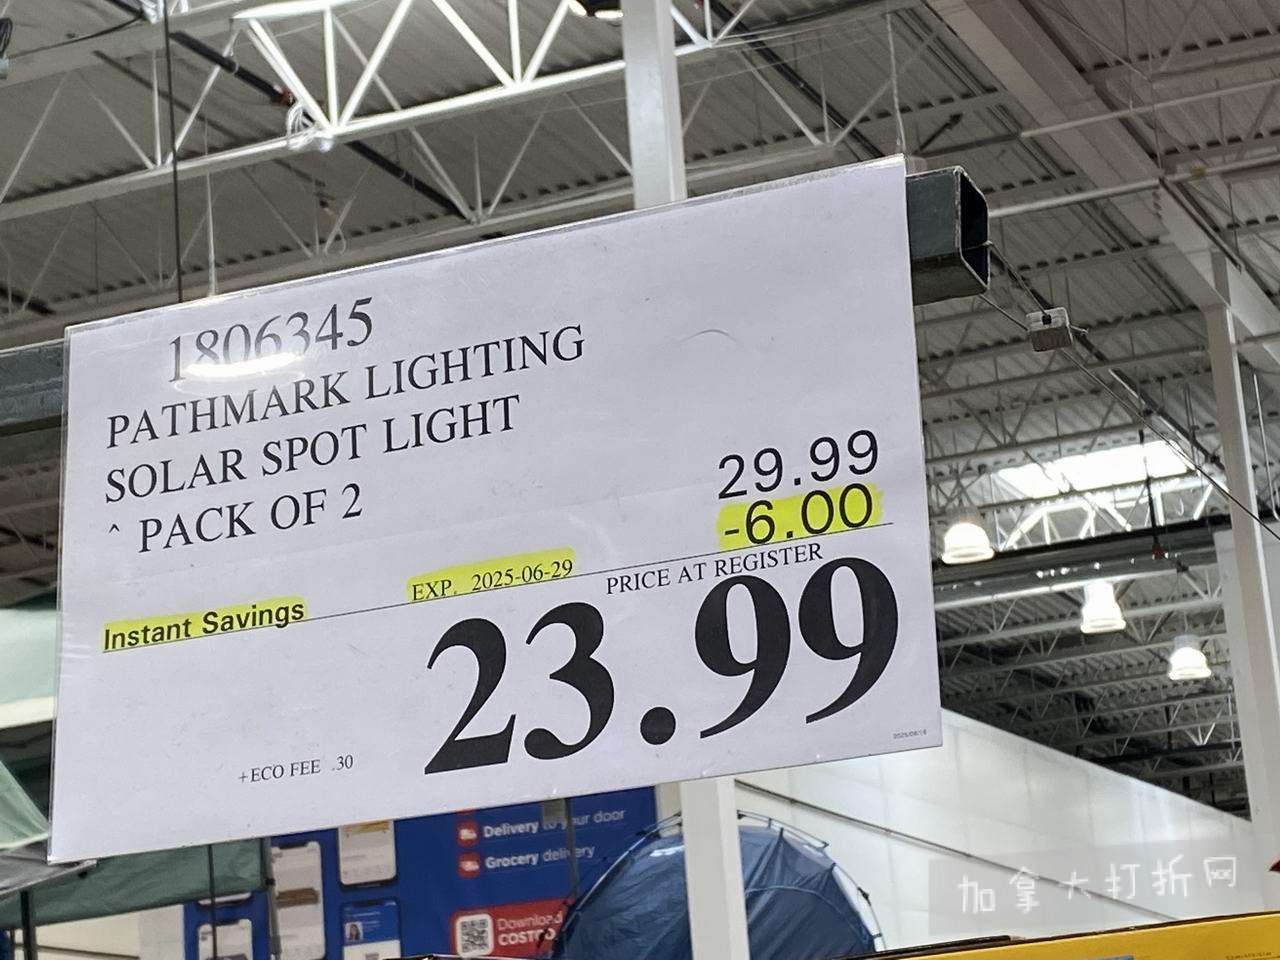 1806345
PATHMARK LIGHTING
SOLAR SPOT LIGHT
^ PACK OF 2
29.99
-6.00
EXP. 2025-06-29
PRICE AT REGISTER
Instant Savings
23.99
+ECO FEE .30
Delivery to your door
Grocery delivery
Download
COSTCO
加拿大打折网